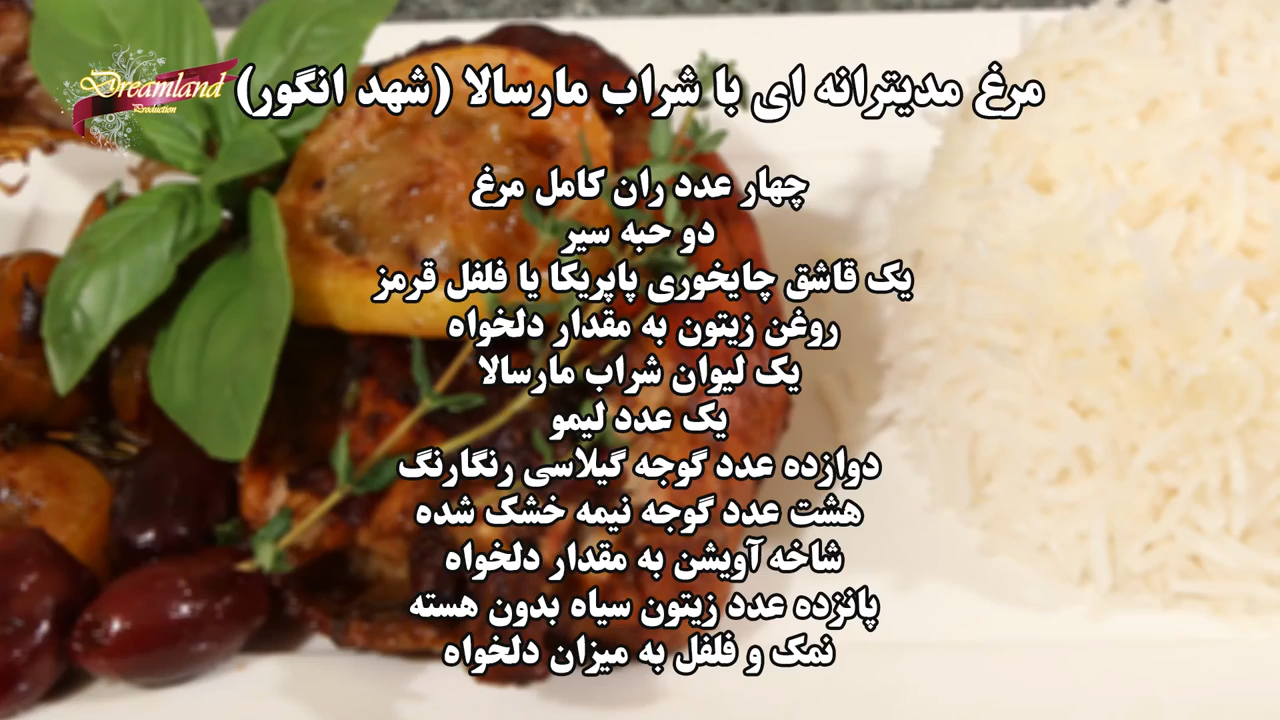 Dreamland
Production
مرغ مدیترانه ای با شراب مارسالا (شهد انگور)
چهار عدد ران کامل مرغ
دو حبه سیر
یک قاشق چایخوری پاپریکا یا فلفل قرمز
روغن زیتون به مقدار دلخواه
یک لیوان شراب مارسالا
یک عدد لیمو
دوازده عدد گوجه گیلاسی رنگارنگ
هشت عدد گوجه نیمه خشک شده
شاخه آویشن به مقدار دلخواه
پانزده عدد زیتون سیاه بدون هسته
نمک و فلفل به میزان دلخواه